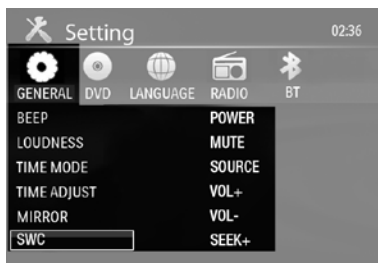 Setting 02:36
GENERAL DVD LANGUAGE RADIO BT
BEEP POWER
LOUDNESS MUTE
TIME MODE SOURCE
TIME ADJUST VOL+
MIRROR VOL-
SWC SEEK+